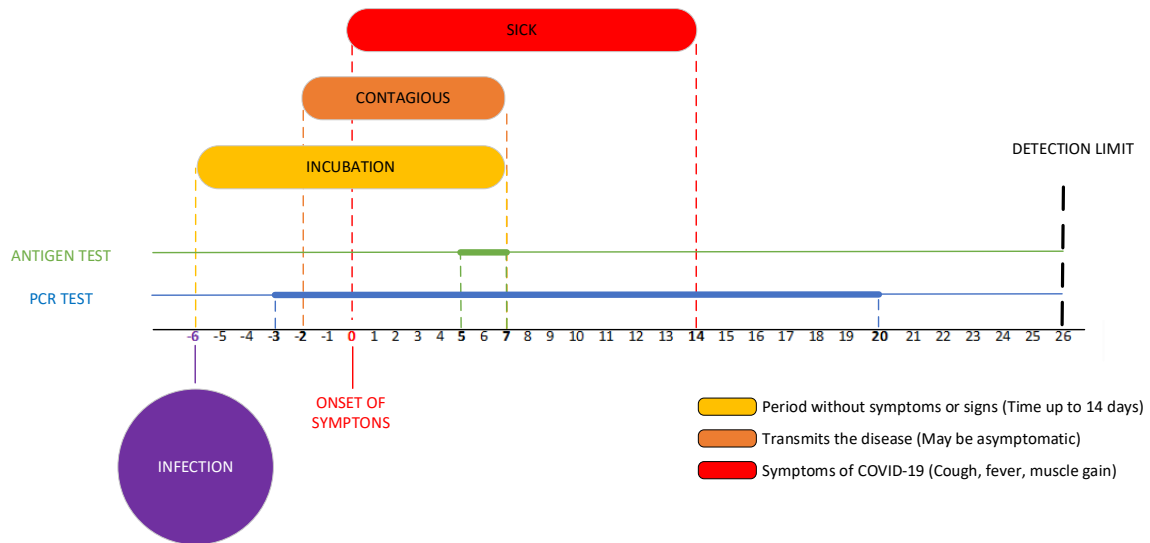 SICK
CONTAGIOUS
INCUBATION
DETECTION LIMIT
ANTIGEN TEST
PCR TEST
-6 -5 -4 -3 -2 -1 0 1 2 3 4 5 6 7 8 9 10 11 12 13 14 15 16 17 18 19 20 21 22 23 24 25 26
ONSET OF
SYMPTONS
INFECTION
Period without symptoms or signs (Time up to 14 days)
Transmits the disease (May be asymptomatic)
Symptoms of COVID-19 (Cough, fever, muscle gain)